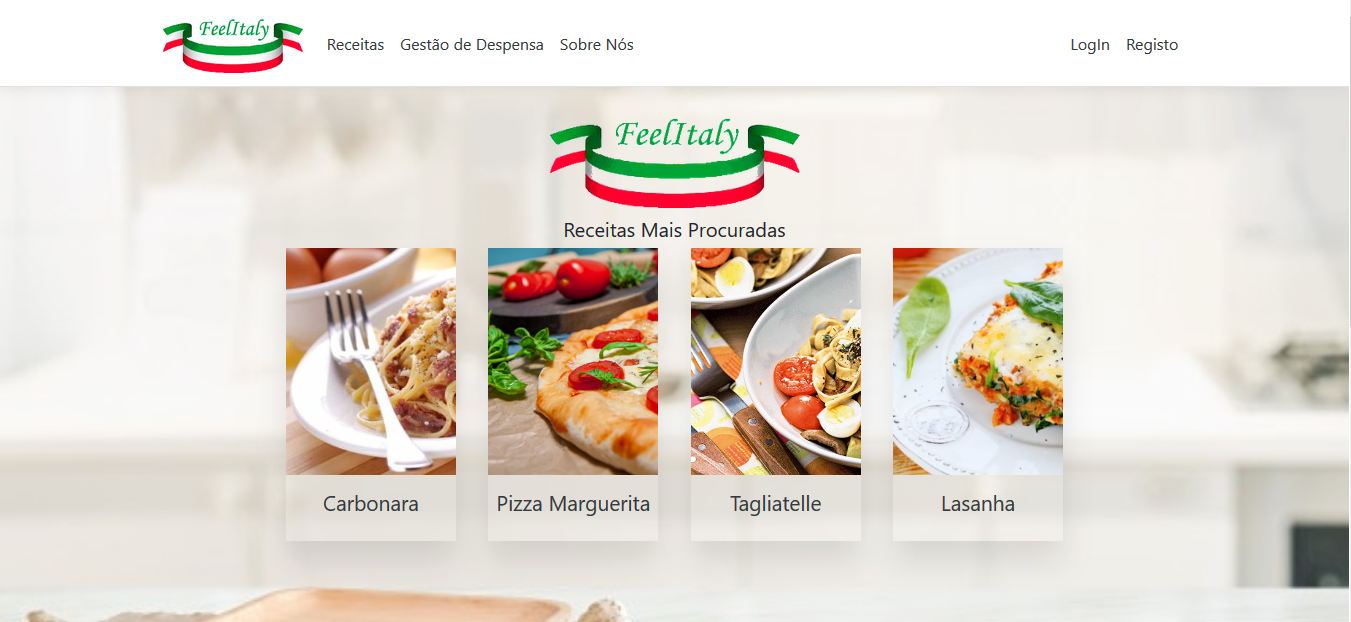 FeelItaly
Receitas Gestão de Despensa Sobre Nós LogIn Registo
FeelItaly
Receitas Mais Procuradas
Carbonara Pizza Marguerita Tagliatelle Lasanha